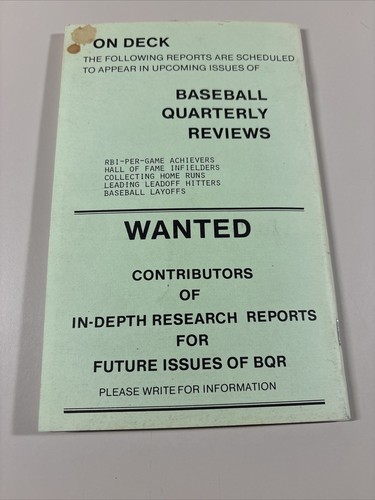 ON DECK
THE FOLLOWING REPORTS ARE SCHEDULED
TO APPEAR IN UPCOMING ISSUES OF
BASEBALL
QUARTERLY
REVIEWS
RBI-PER-GAME ACHIEVERS
HALL OF FAME INFIELDERS
COLLECTING HOME RUNS
LEADING LEADOFF HITTERS
BASEBALL LAYOFFS
WANTED
CONTRIBUTORS
OF
IN-DEPTH RESEARCH REPORTS
FOR
FUTURE ISSUES OF BQR
PLEASE WRITE FOR INFORMATION